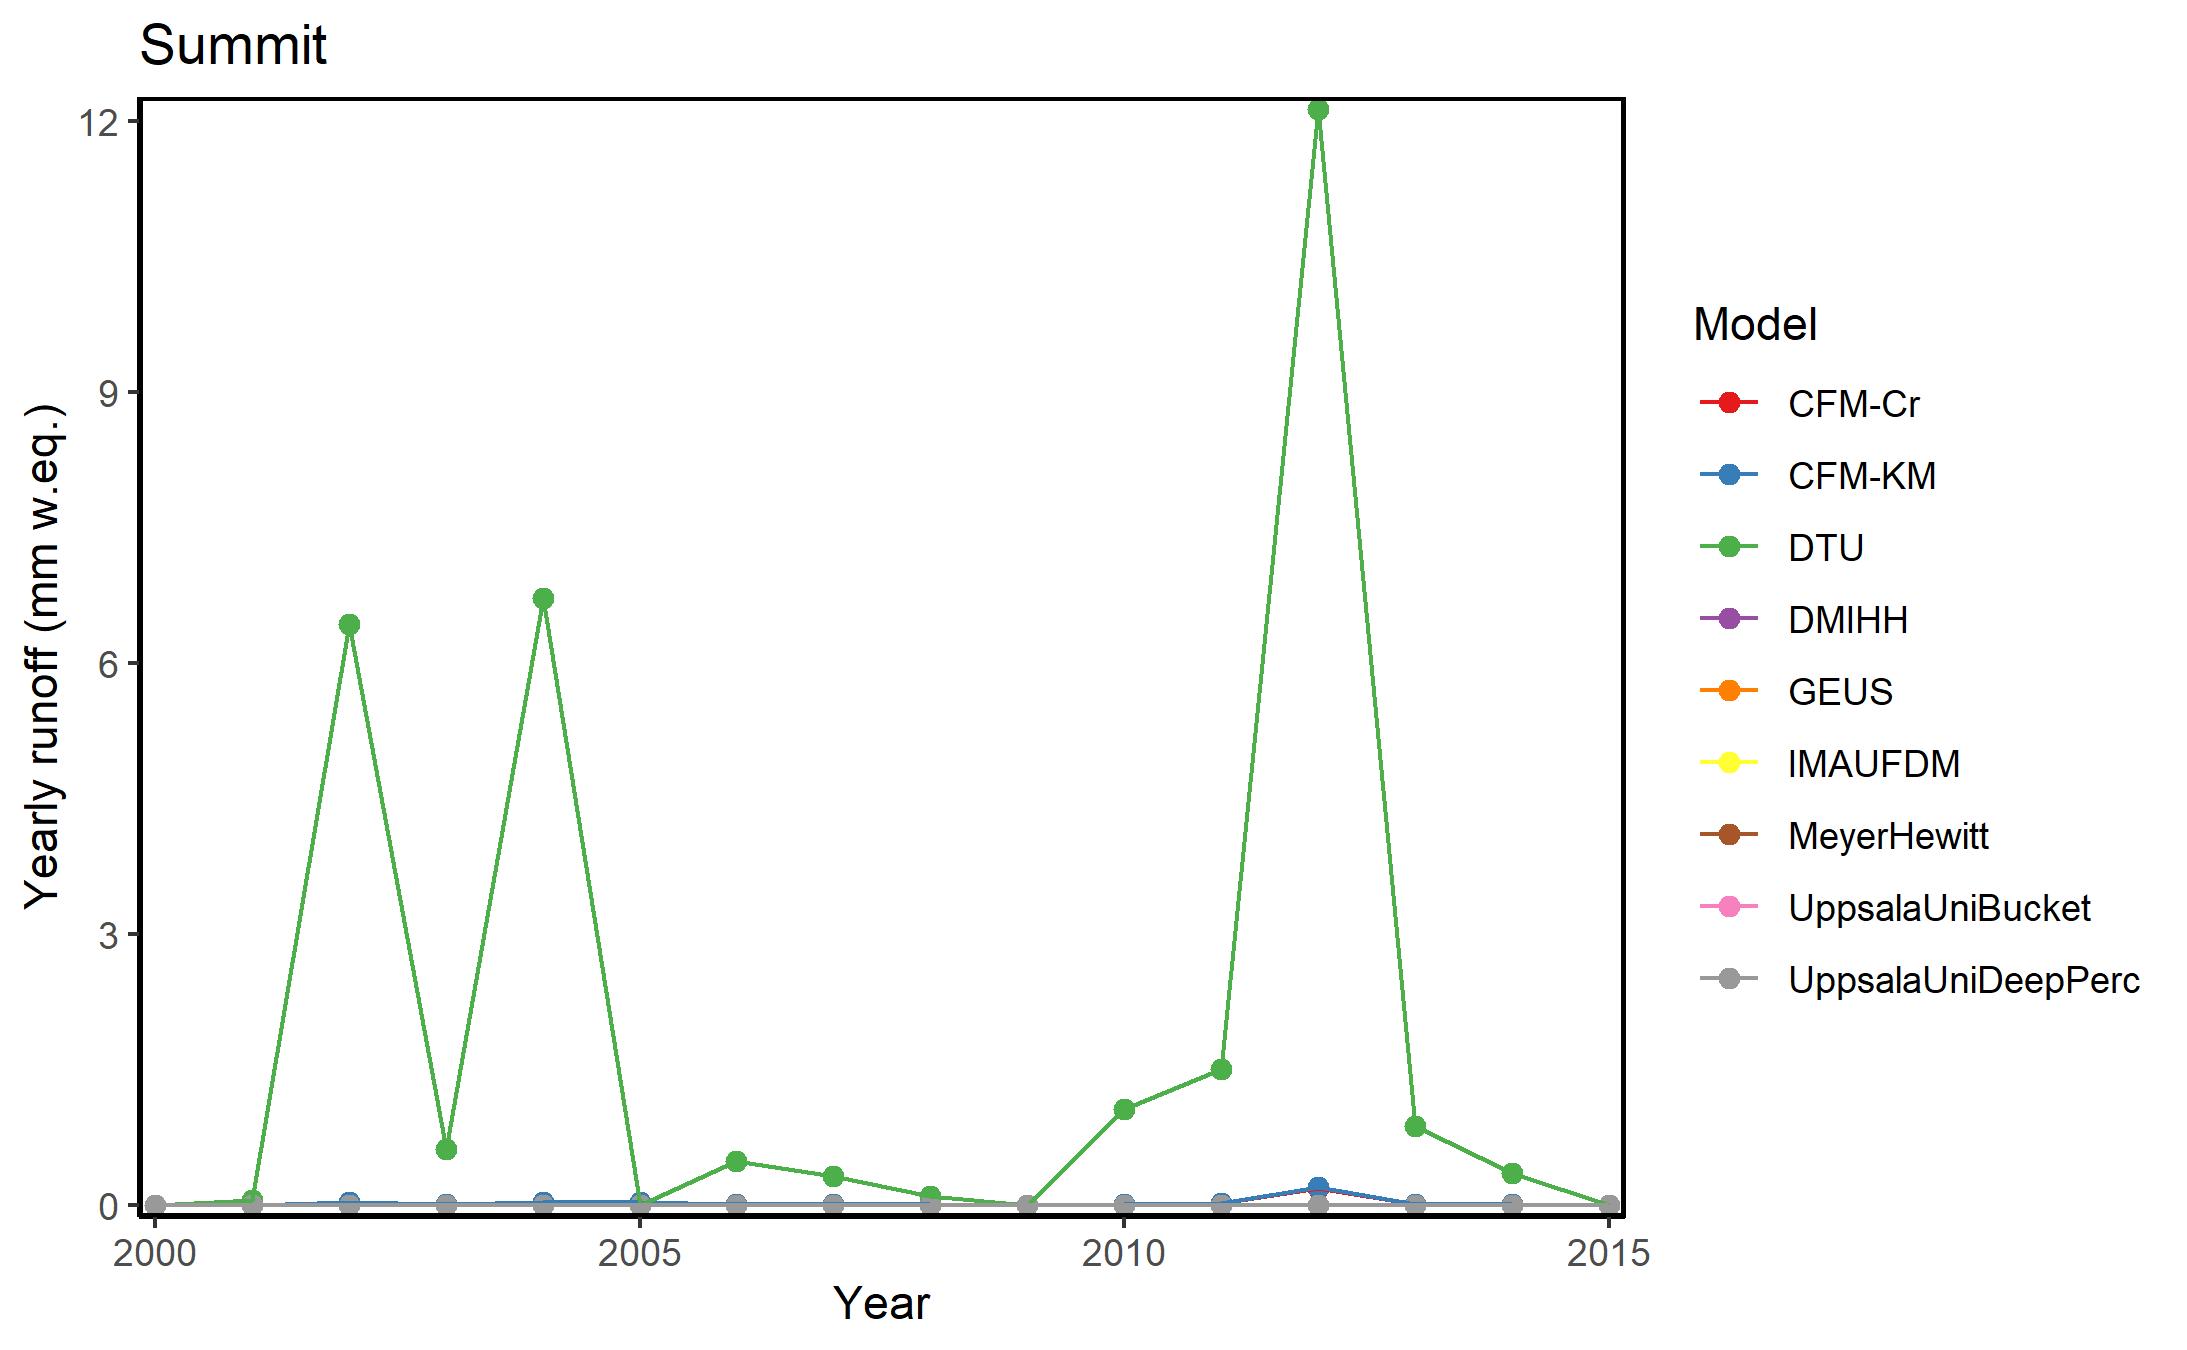 Summit
12
9
6
3
0
Yearly runoff (mm w.eq.)
2000
2005
2010
2015
Year
Model
CFM-Cr
CFM-KM
DTU
DMIHH
GEUS
IMAUFDM
MeyerHewitt
UppsalaUniBucket
UppsalaUniDeepPerc